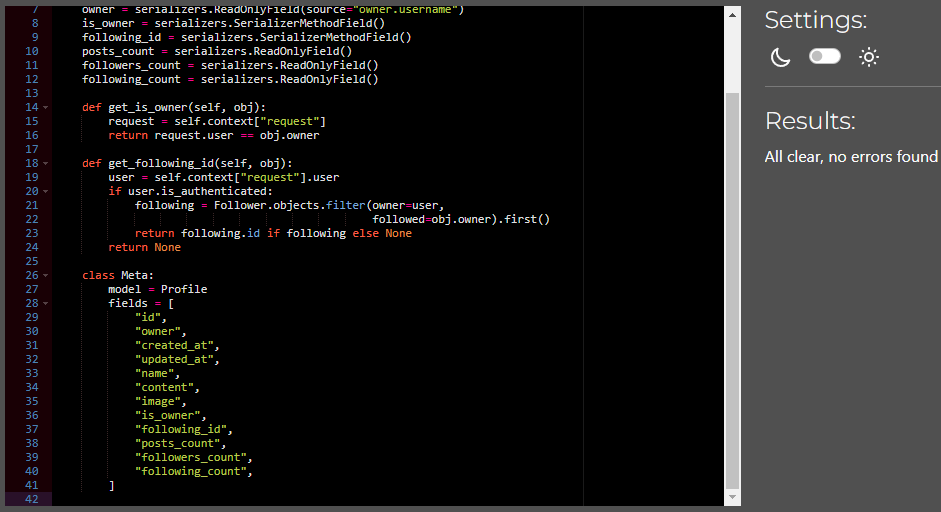 7 owner = serializers.ReadOnlyField(source="owner.username")
8 is_owner = serializers.SerializerMethodField()
9 following_id = serializers.SerializerMethodField()
10 posts_count = serializers.ReadOnlyField()
11 followers_count = serializers.ReadOnlyField()
12 following_count = serializers.ReadOnlyField()
13
14 def get_is_owner(self, obj):
15 request = self.context["request"]
16 return request.user == obj.owner
17
18 def get_following_id(self, obj):
19 user = self.context["request"].user
20 if user.is_authenticated:
21 following = Follower.objects.filter(owner=user,
22 followed=obj.owner).first()
23 return following.id if following else None
24 return None
25
26 class Meta:
27 model = Profile
28 fields = [
29 "id",
30 "owner",
31 "created_at",
32 "updated_at",
33 "name",
34 "content",
35 "image",
36 "is_owner",
37 "following_id",
38 "posts_count",
39 "followers_count",
40 "following_count",
41 ]
42
Settings:
Results:
All clear, no errors found